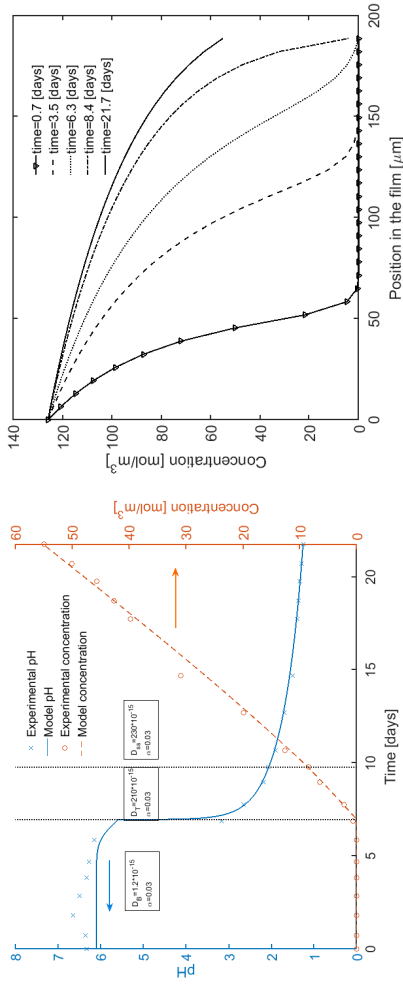 8
7
6
5
4
3
2
1
0
pH
0
5
10
15
20
Time [days]
60
50
40
30
20
10
0
Concentration [mol/m³]
Experimental pH
Model pH
Experimental concentration
Model concentration
D_B=1.2*10^-15
α=0.03
D_T=210*10^-15
α=0.03
D_sa=230*10^-15
α=0.03
140
120
100
80
60
40
20
0
Concentration [mol/m³]
0
50
100
150
200
Position in the film [μm]
time=0.7 [days]
time=3.5 [days]
time=6.3 [days]
time=8.4 [days]
time=21.7 [days]